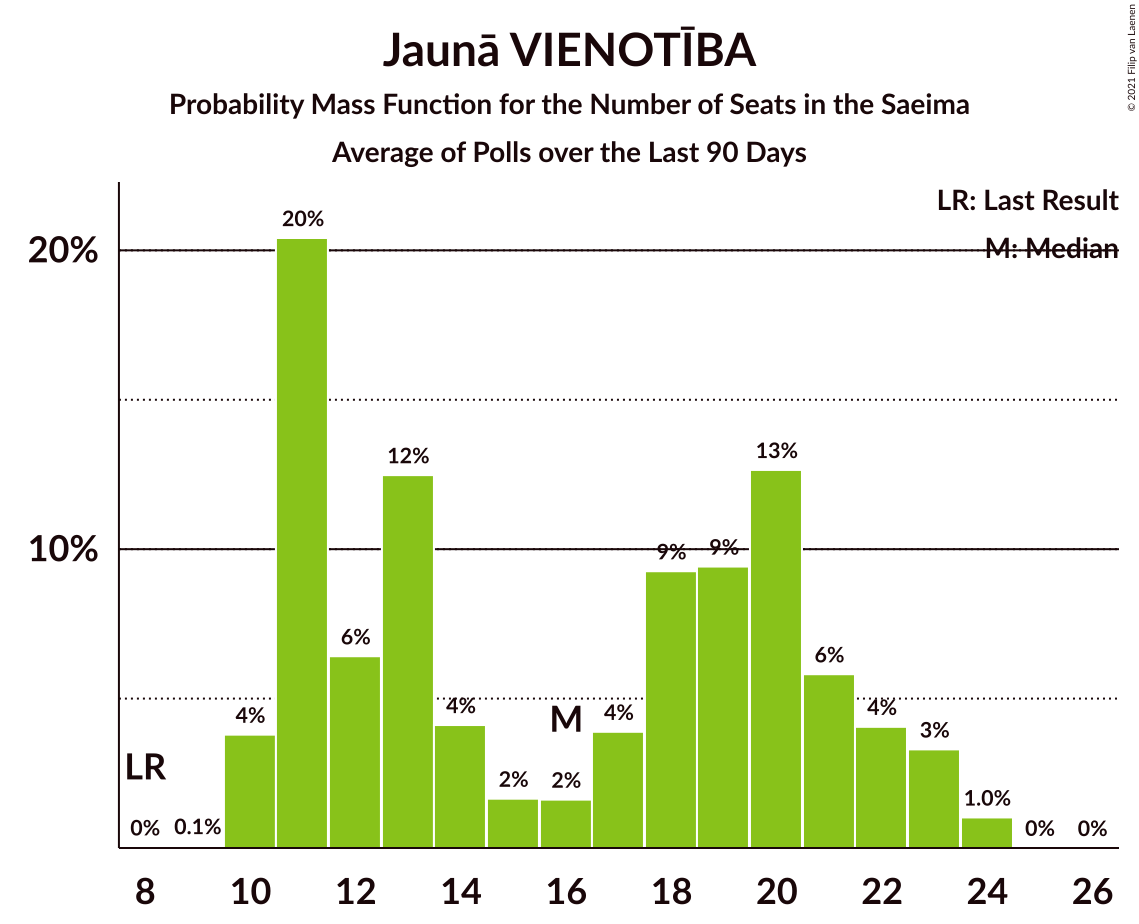 Jaunā VIENOTĪBA
Probability Mass Function for the Number of Seats in the Saeima
Average of Polls over the Last 90 Days
© 2021 Filip van Laenen
LR: Last Result
M: Median
20%
10%
LR
M
0%
0.1%
4%
20%
6%
12%
4%
2%
2%
4%
9%
9%
13%
6%
4%
3%
1.0%
0%
0%
8 10 12 14 16 18 20 22 24 26